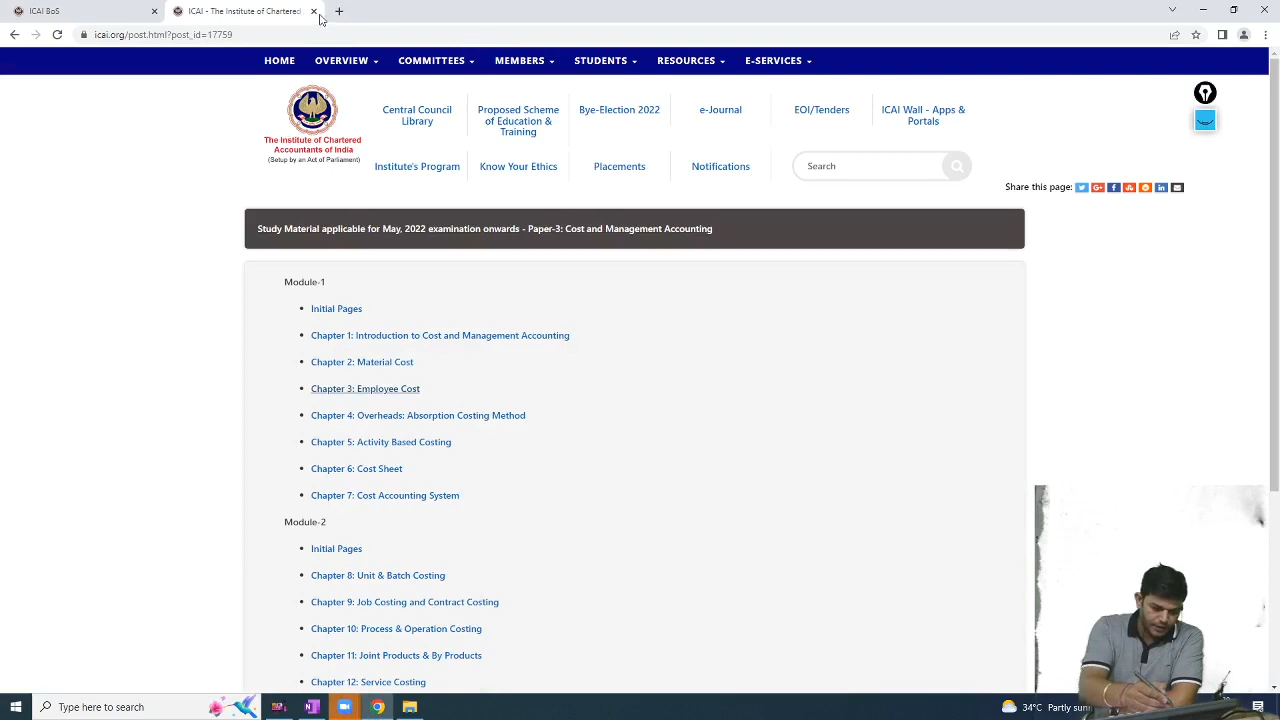 ICAI BoS
ICAI - The Institute of Chartered
icai.org/post.html?post_id=17759
HOME OVERVIEW COMMITTEES MEMBERS STUDENTS RESOURCES E-SERVICES
The Institute of Chartered
Accountants of India
(Setup by an Act of Parliament)
Central Council
Library
Proposed Scheme
of Education &
Training
Bye-Election 2022
e-Journal
EOI/Tenders
ICAI Wall - Apps &
Portals
Institute's Program
Know Your Ethics
Placements
Notifications
Search
Share this page:
Study Material applicable for May, 2022 examination onwards - Paper-3: Cost and Management Accounting
Module-1
Initial Pages
Chapter 1: Introduction to Cost and Management Accounting
Chapter 2: Material Cost
Chapter 3: Employee Cost
Chapter 4: Overheads: Absorption Costing Method
Chapter 5: Activity Based Costing
Chapter 6: Cost Sheet
Chapter 7: Cost Accounting System
Module-2
Initial Pages
Chapter 8: Unit & Batch Costing
Chapter 9: Job Costing and Contract Costing
Chapter 10: Process & Operation Costing
Chapter 11: Joint Products & By Products
Chapter 12: Service Costing
Type here to search
34°C Partly sunn